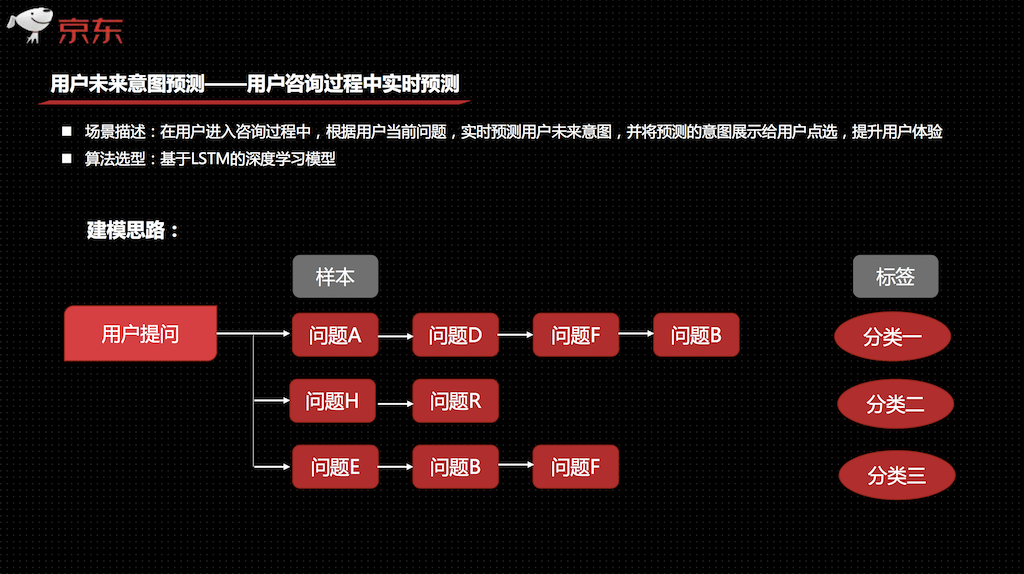 京东
用户未来意图预测——用户咨询过程中实时预测
场景描述：在用户进入咨询过程中，根据用户当前问题，实时预测用户未来意图，并将预测的意图展示给用户点选，提升用户体验
算法选型：基于LSTM的深度学习模型
建模思路：
样本 标签
用户提问 问题A 问题D 问题F 问题B 分类一
问题H 问题R 分类二
问题E 问题B 问题F 分类三